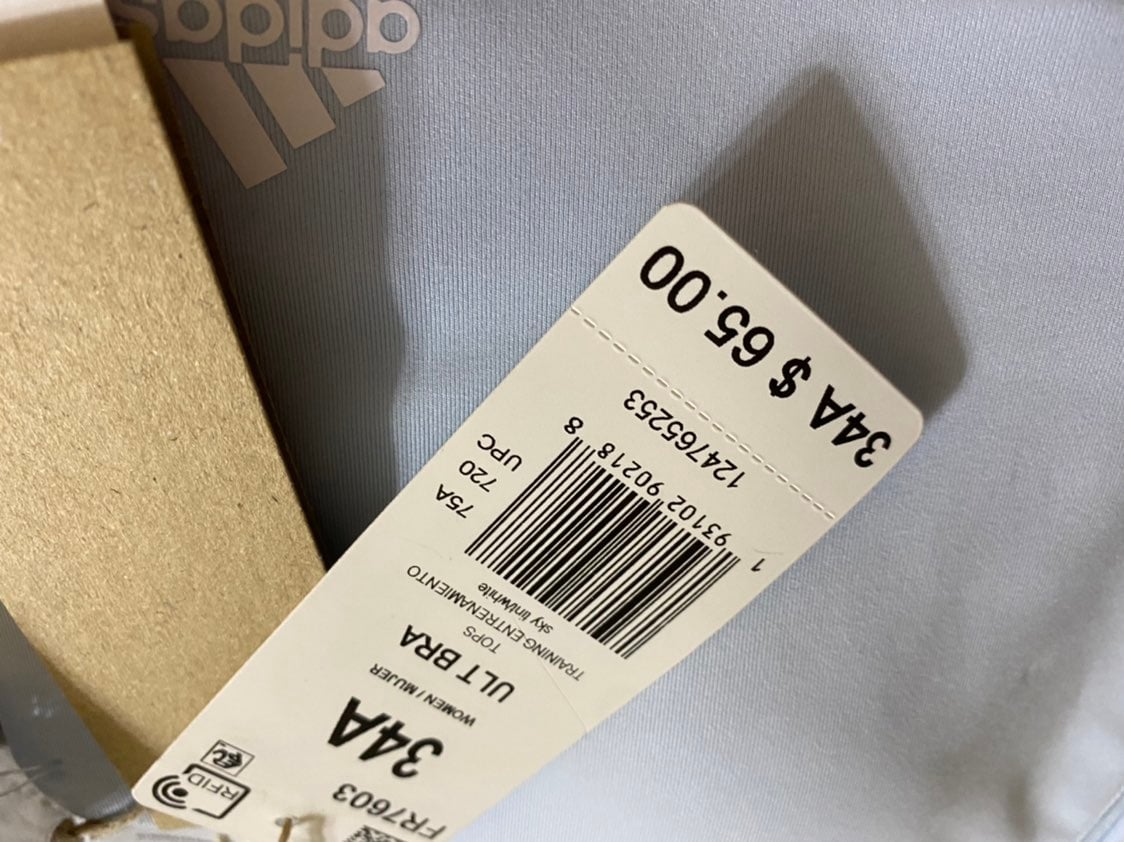 adidas
FR7603
RFID
34A
WOMEN / MUJER
ULT BRA
TOPS
TRAINING ENTRENAMIENTO
sky tint/white
75A
720
UPC
1 93102 90218 8
124765253
34A $ 65.00